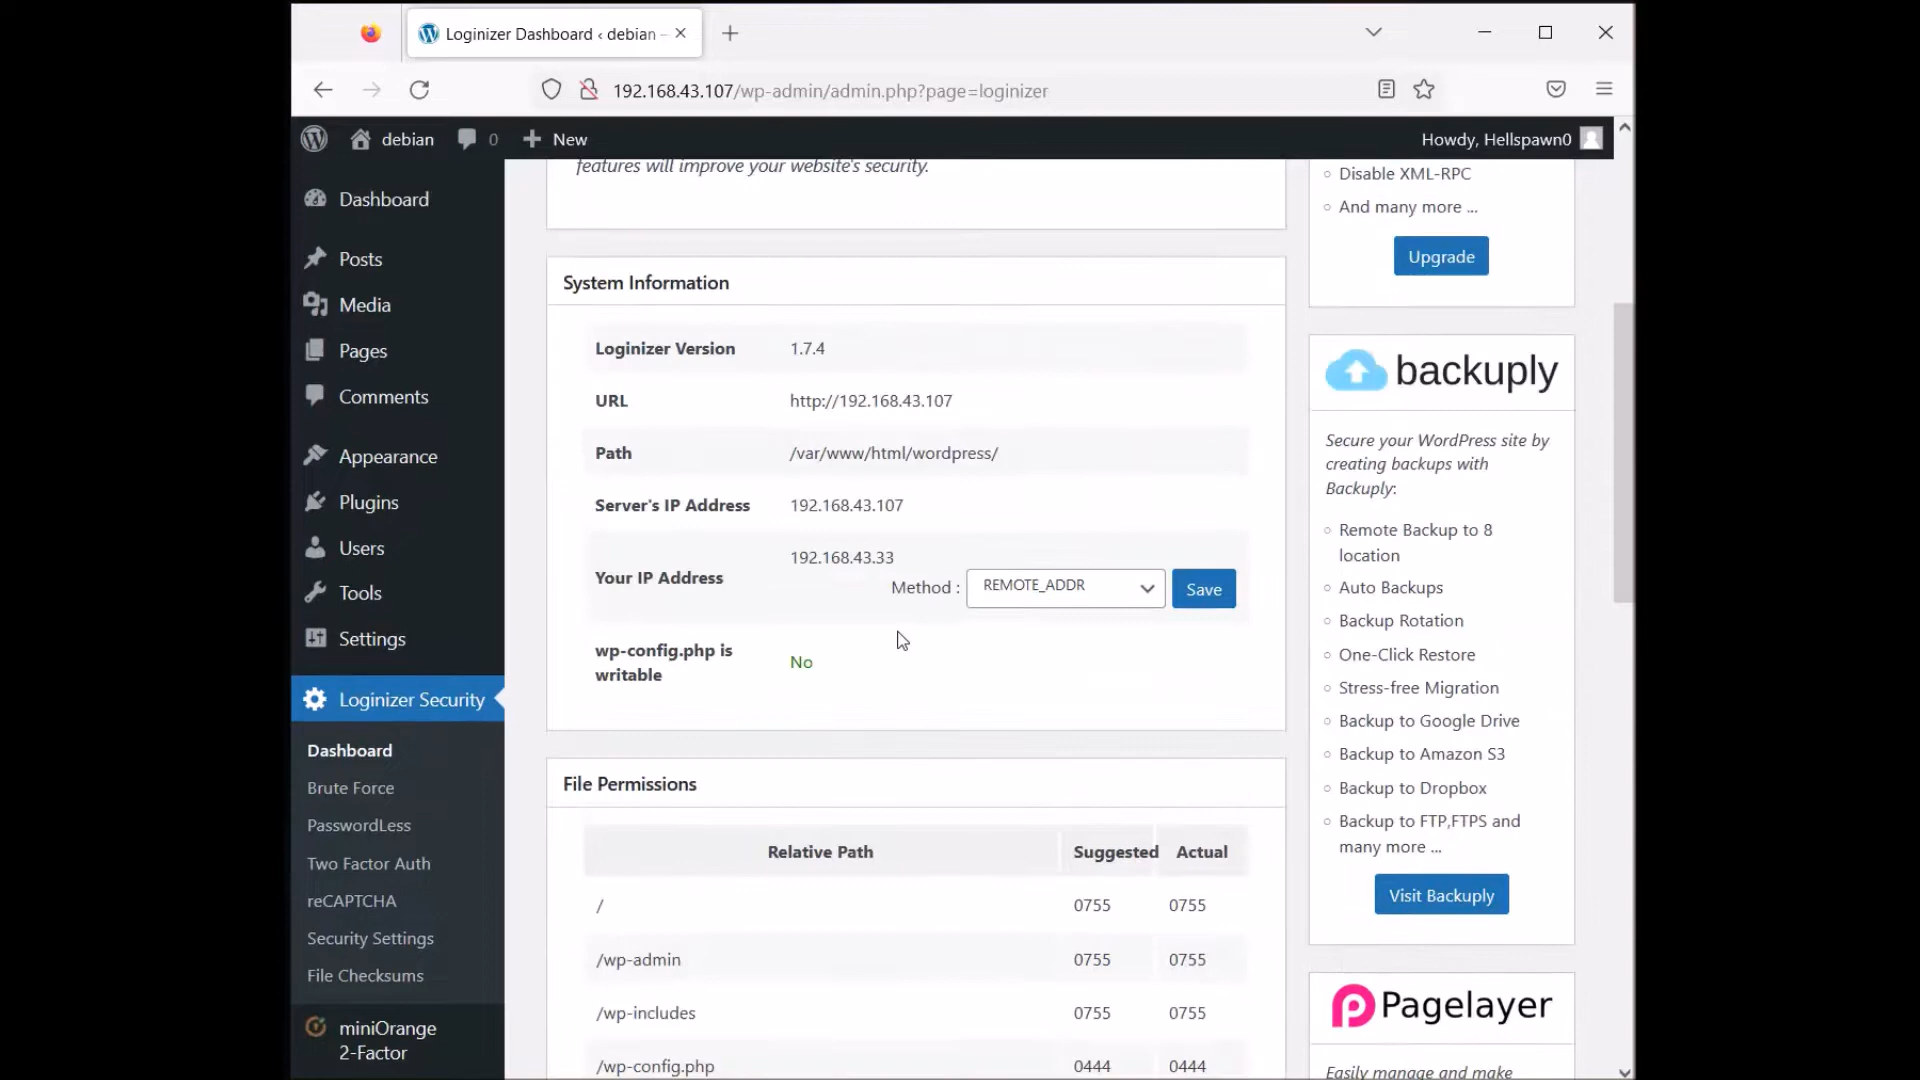 Loginizer Dashboard ‹ debian –
192.168.43.107/wp-admin/admin.php?page=loginizer
debian
0
New
Howdy, Hellspawn0
Dashboard
Posts
Media
Pages
Comments
Appearance
Plugins
Users
Tools
Settings
Loginizer Security
Dashboard
Brute Force
PasswordLess
Two Factor Auth
reCAPTCHA
Security Settings
File Checksums
miniOrange
2-Factor
features will improve your website's security.
System Information
Loginizer Version 1.7.4
URL http://192.168.43.107
Path /var/www/html/wordpress/
Server's IP Address 192.168.43.107
Your IP Address 192.168.43.33
Method : REMOTE_ADDR Save
wp-config.php is
writable
No
File Permissions
Relative Path Suggested Actual
/ 0755 0755
/wp-admin 0755 0755
/wp-includes 0755 0755
/wp-config.php 0444 0444
Disable XML-RPC
And many more ...
Upgrade
backuply
Secure your WordPress site by
creating backups with
Backuply:
Remote Backup to 8
location
Auto Backups
Backup Rotation
One-Click Restore
Stress-free Migration
Backup to Google Drive
Backup to Amazon S3
Backup to Dropbox
Backup to FTP,FTPS and
many more ...
Visit Backuply
Pagelayer
Easily manage and make